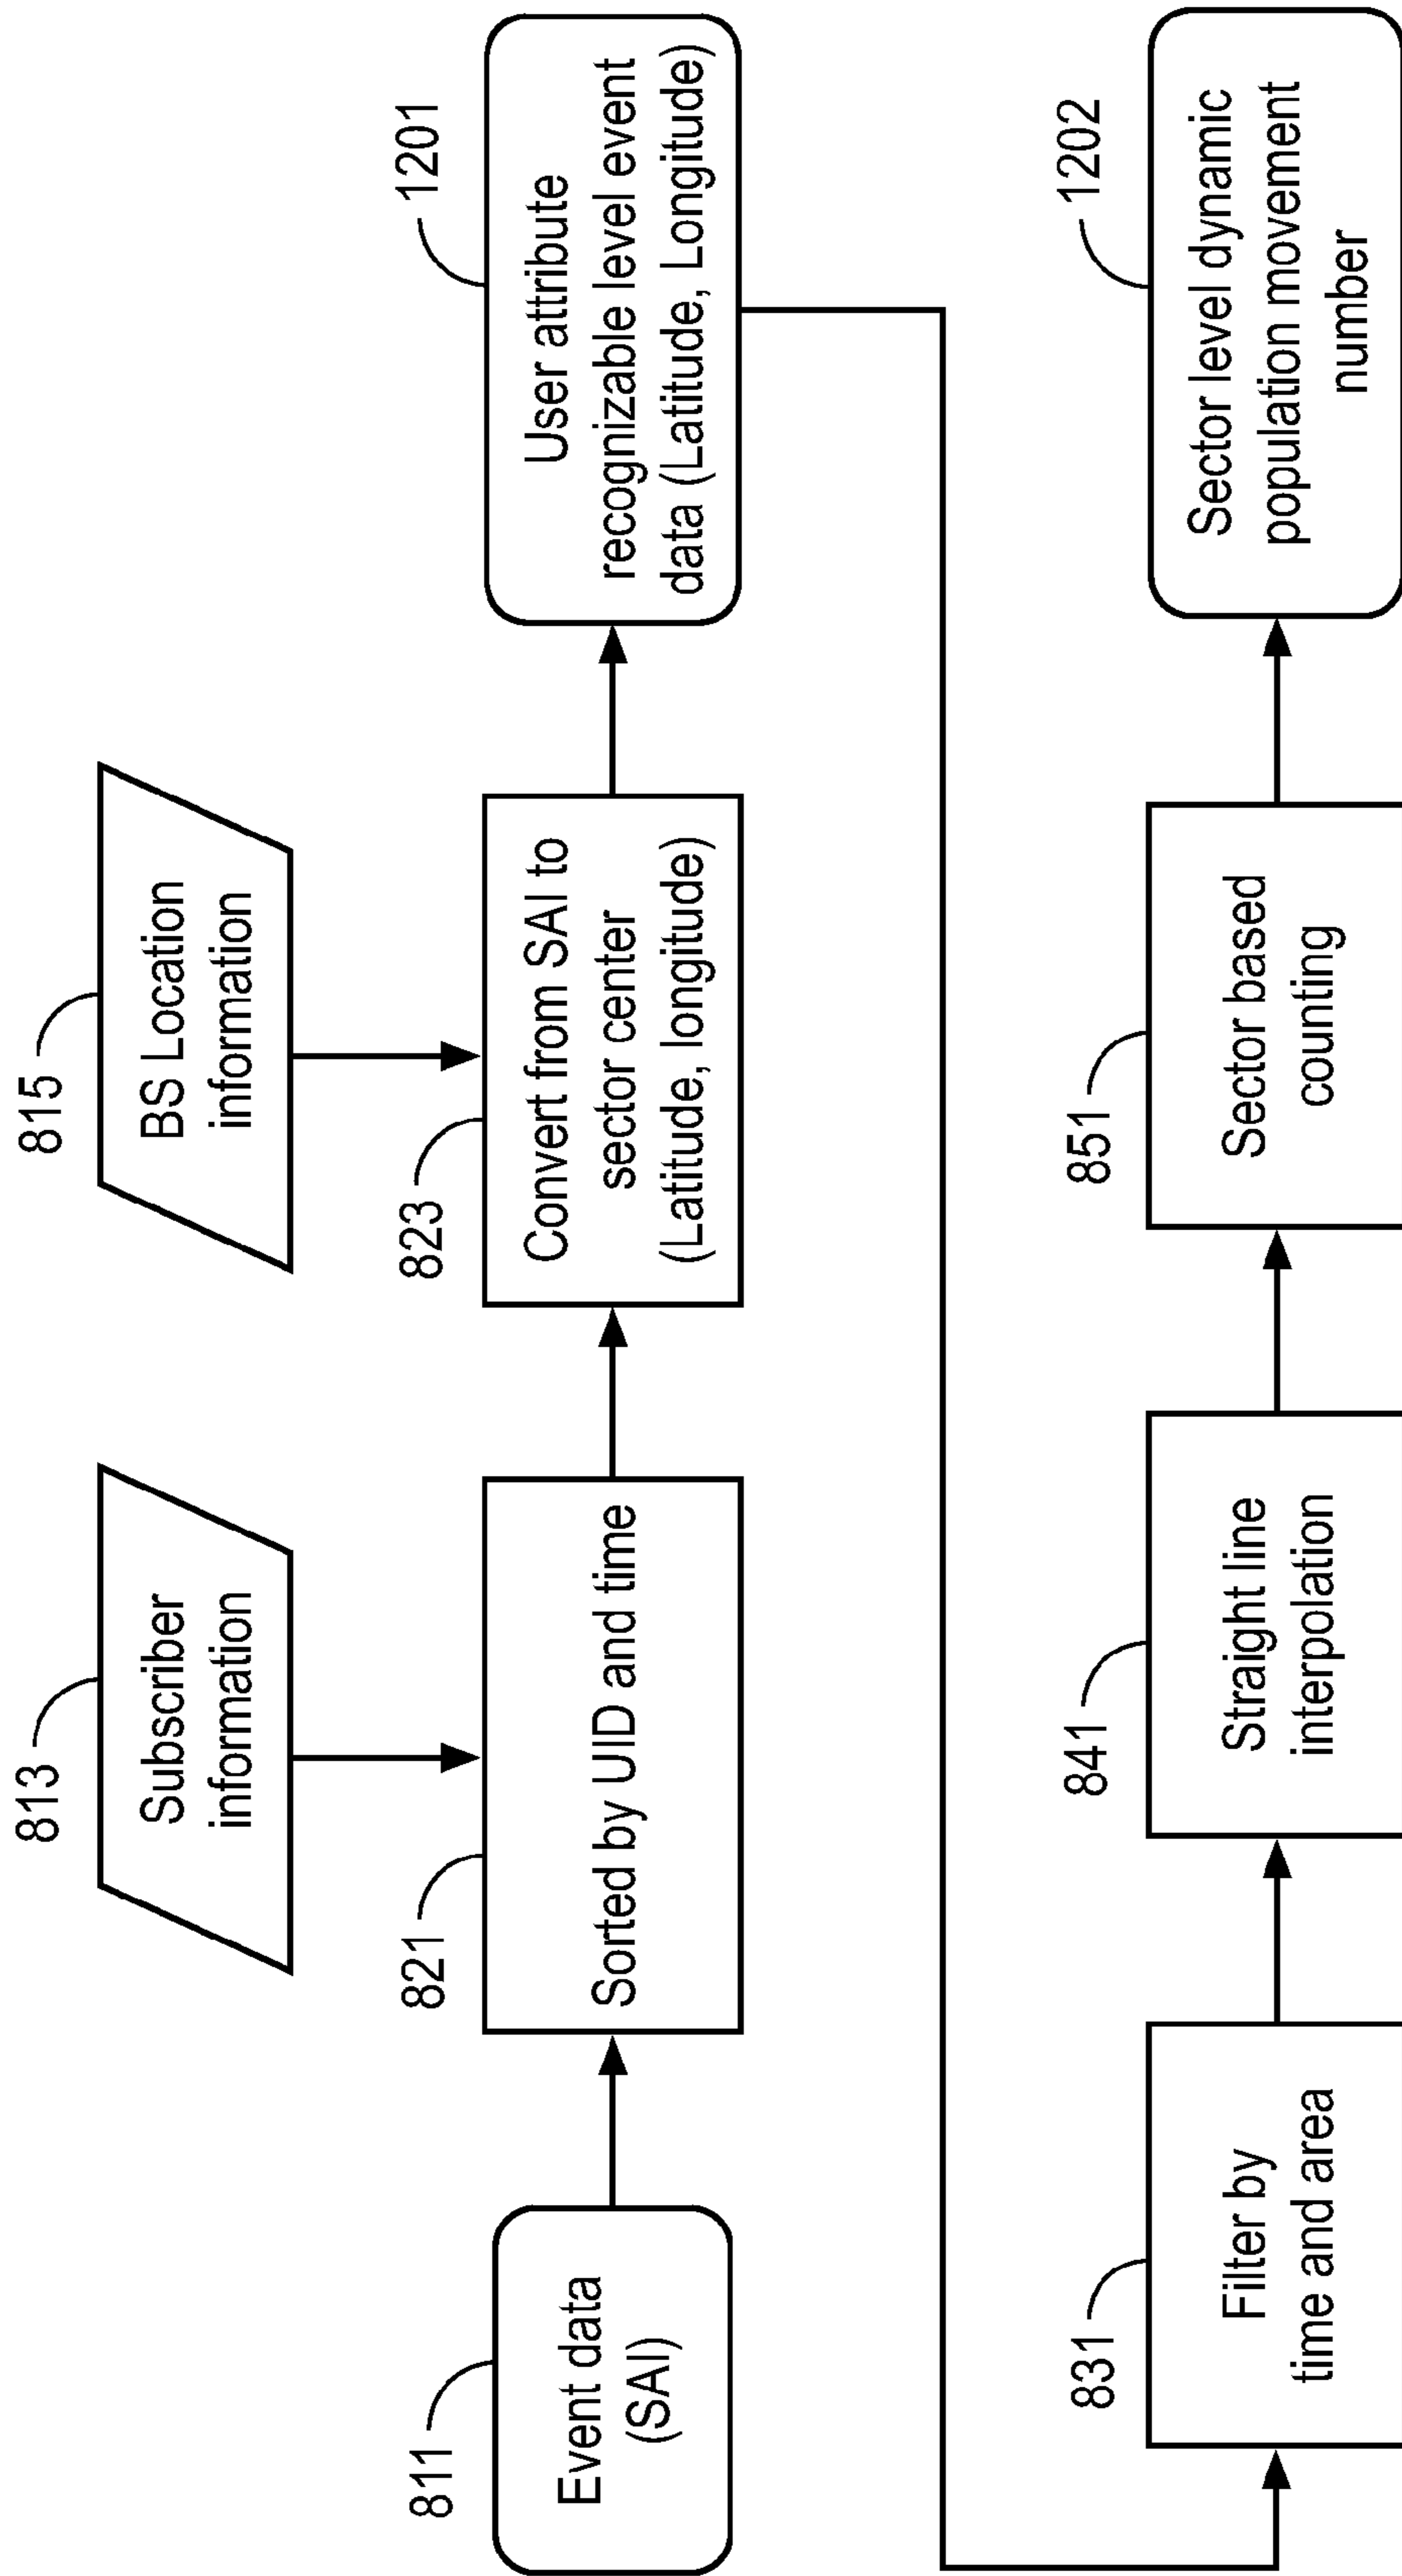 813
Subscriber
information
815
BS Location
information
811
Event data
(SAI)
821
Sorted by UID and time
823
Convert from SAI to
sector center
(Latitude, longitude)
1201
User attribute
recognizable level event
data (Latitude, Longitude)
831
Filter by
time and area
841
Straight line
interpolation
851
Sector based
counting
1202
Sector level dynamic
population movement
number